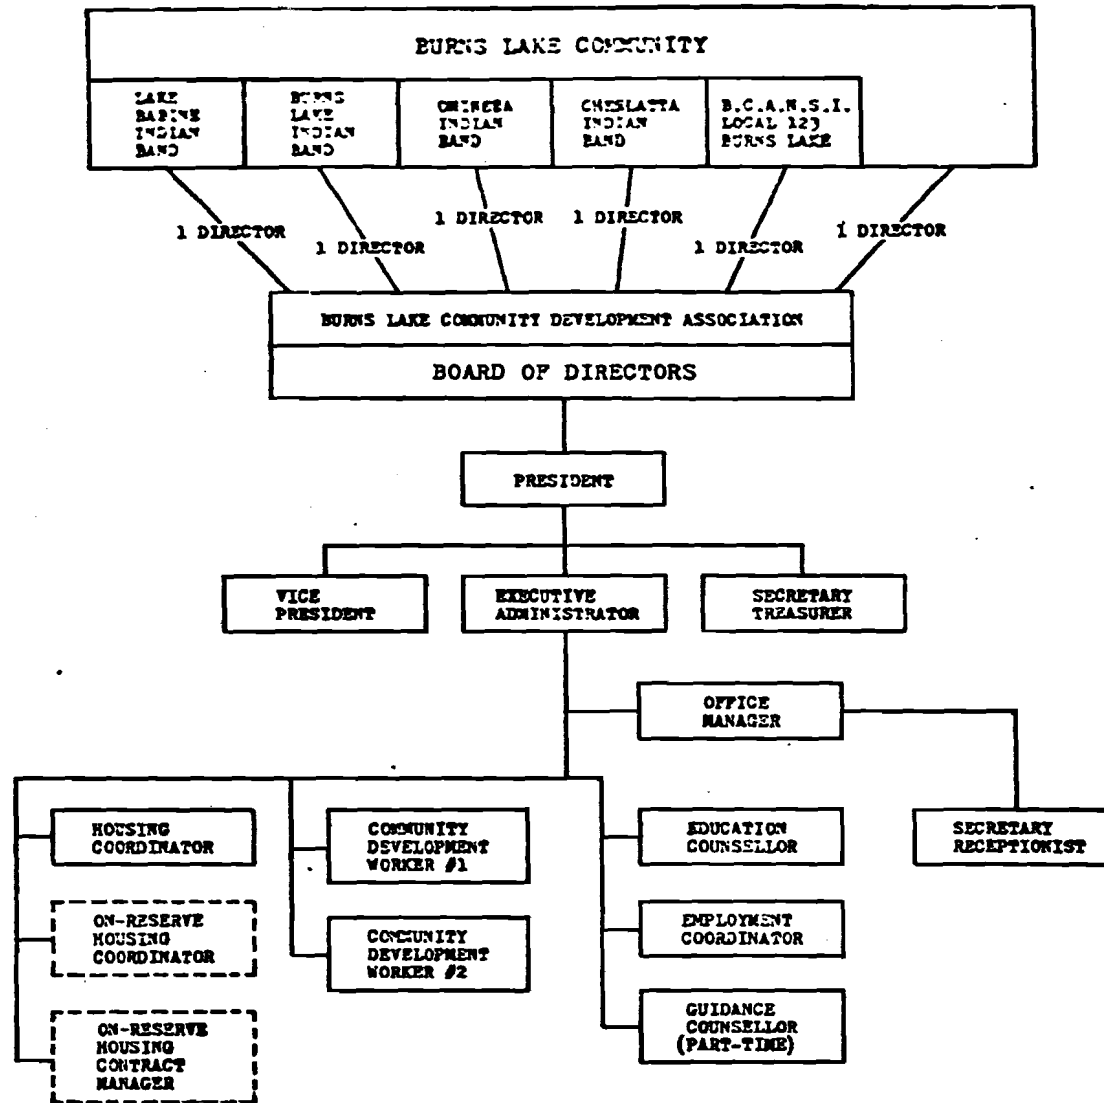 BURNS LAKE COMMUNITY
LAKE
BABINE
INDIAN
BAND
BURNS
LAKE
INDIAN
BAND
OMINECA
INDIAN
BAND
CHESLATTA
INDIAN
BAND
B.C.A.N.S.I.
LOCAL 123
BURNS LAKE
1 DIRECTOR
1 DIRECTOR
1 DIRECTOR
1 DIRECTOR
1 DIRECTOR
1 DIRECTOR
BURNS LAKE COMMUNITY DEVELOPMENT ASSOCIATION
BOARD OF DIRECTORS
PRESIDENT
VICE
PRESIDENT
EXECUTIVE
ADMINISTRATOR
SECRETARY
TREASURER
OFFICE
MANAGER
HOUSING
COORDINATOR
COMMUNITY
DEVELOPMENT
WORKER #1
EDUCATION
COUNSELLOR
SECRETARY
RECEPTIONIST
ON-RESERVE
HOUSING
COORDINATOR
COMMUNITY
DEVELOPMENT
WORKER #2
EMPLOYMENT
COORDINATOR
ON-RESERVE
HOUSING
CONTRACT
MANAGER
GUIDANCE
COUNSELLOR
(PART-TIME)